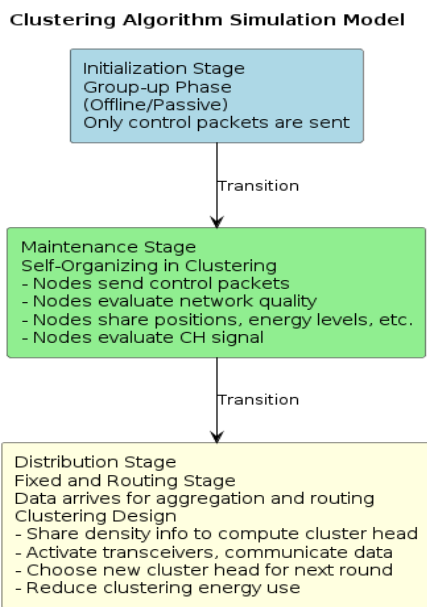 Clustering Algorithm Simulation Model
Initialization Stage
Group-up Phase
(Offline/Passive)
Only control packets are sent
Transition
Maintenance Stage
Self-Organizing in Clustering
- Nodes send control packets
- Nodes evaluate network quality
- Nodes share positions, energy levels, etc.
- Nodes evaluate CH signal
Transition
Distribution Stage
Fixed and Routing Stage
Data arrives for aggregation and routing
Clustering Design
- Share density info to compute cluster head
- Activate transceivers, communicate data
- Choose new cluster head for next round
- Reduce clustering energy use